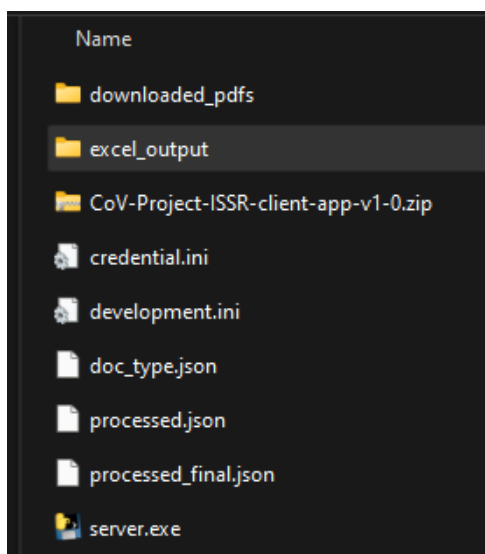 Name
downloaded_pdfs
excel_output
CoV-Project-ISSR-client-app-v1-0.zip
credential.ini
development.ini
doc_type.json
processed.json
processed_final.json
server.exe